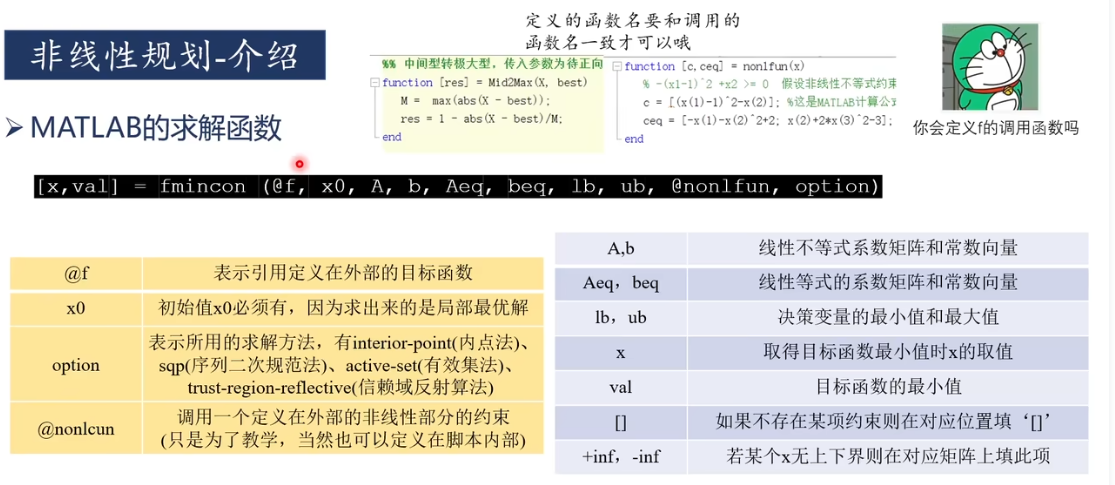 非线性规划-介绍
定义的函数名要和调用的
函数名一致才可以哦
%% 中间型转极大型，传入参数为待正向
function [res] = Mid2Max(X, best)
M = max(abs(X - best));
res = 1 - abs(X - best)/M;
end
function [c,ceq] = nonlfun(x)
% -(x1-1)^2 +x2 >= 0 假设非线性不等式约束
c = [(x(1)-1)^2-x(2)]; %这是MATLAB计算公式
ceq = [-x(1)-x(2)^2+2; x(2)+2*x(3)^2-3];
end
你会定义f的调用函数吗
➢ MATLAB的求解函数
[x,val] = fmincon (@f, x0, A, b, Aeq, beq, lb, ub, @nonlfun, option)
@f 表示引用定义在外部的目标函数
x0 初始值x0必须有，因为求出来的是局部最优解
option 表示所用的求解方法，有interior-point(内点法)、
sqp(序列二次规范法)、active-set(有效集法)、
trust-region-reflective(信赖域反射算法)
@nonlcun 调用一个定义在外部的非线性部分的约束
(只是为了教学，当然也可以定义在脚本内部)
A,b 线性不等式系数矩阵和常数向量
Aeq，beq 线性等式的系数矩阵和常数向量
lb，ub 决策变量的最小值和最大值
x 取得目标函数最小值时x的取值
val 目标函数的最小值
[] 如果不存在某项约束则在对应位置填‘[]’
+inf，-inf 若某个x无上下界则在对应矩阵上填此项